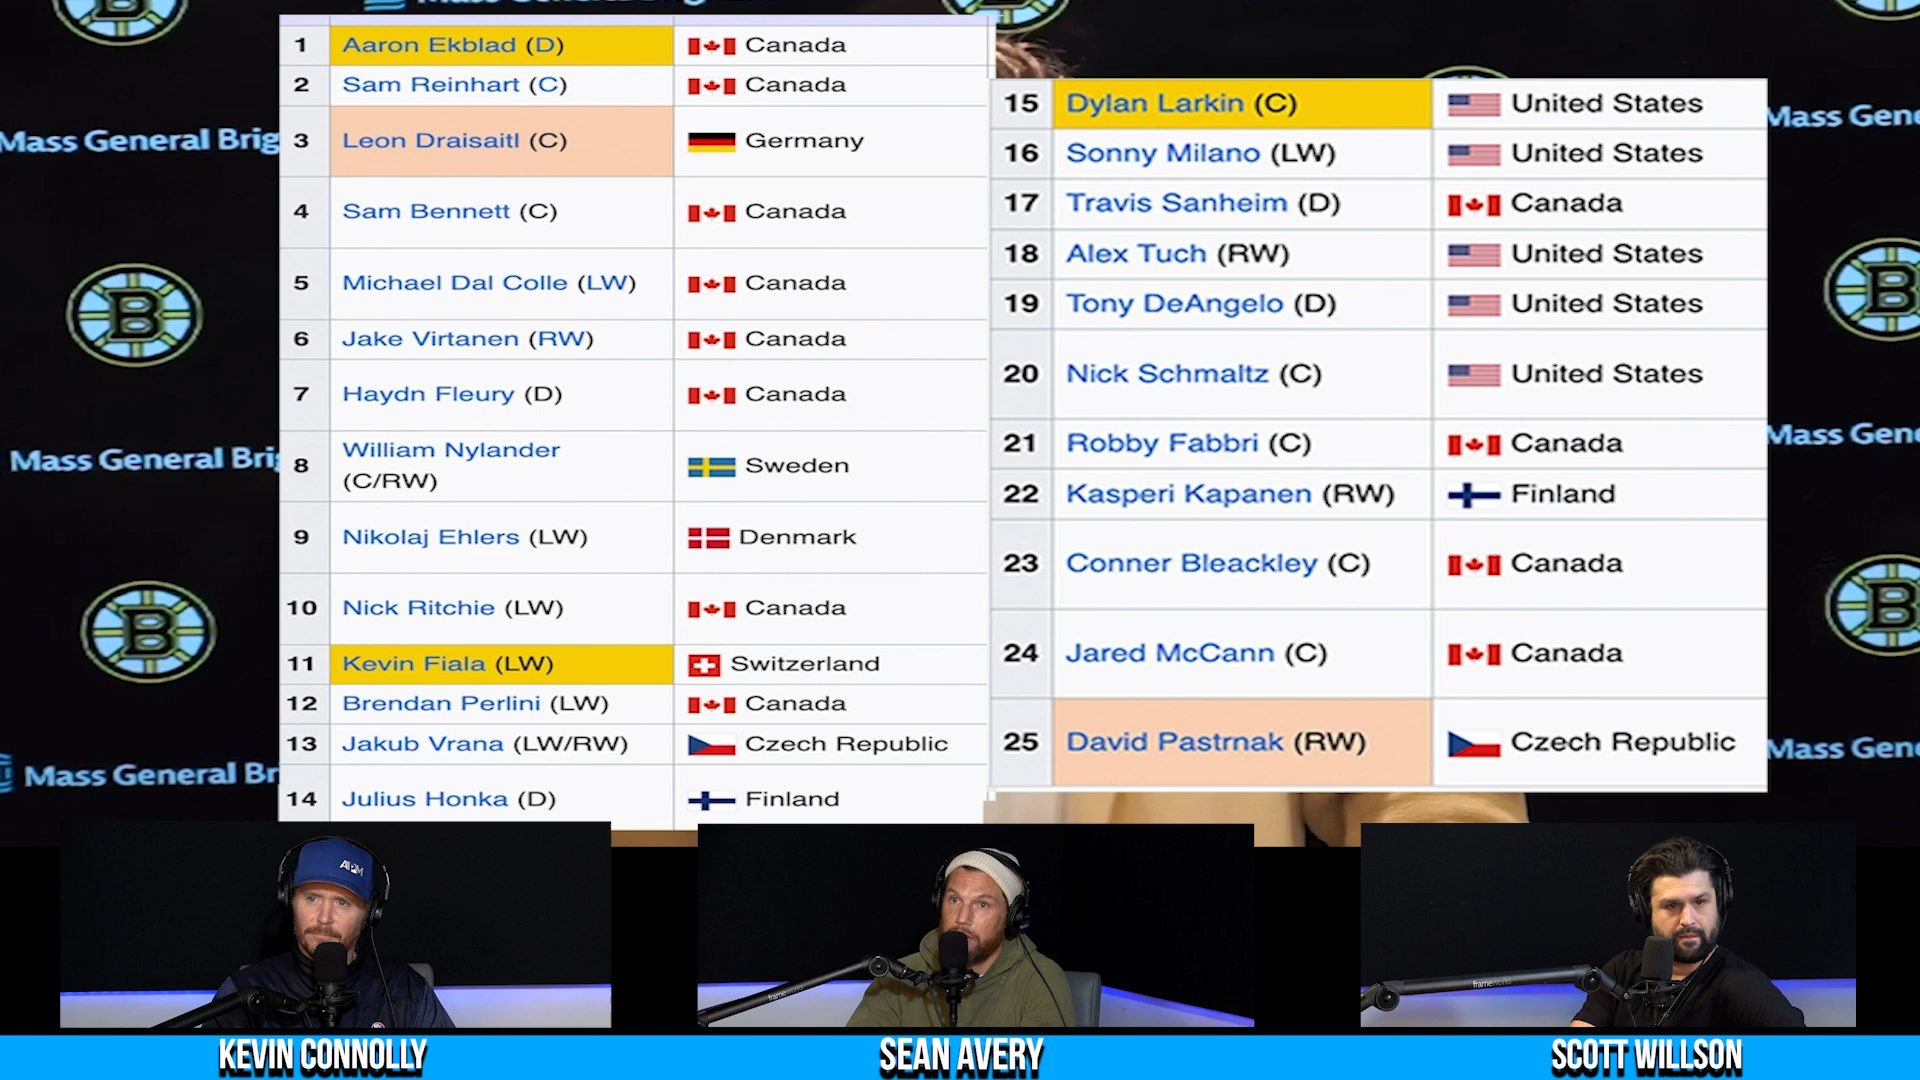 Mass General Brig
1 Aaron Ekblad (D) Canada
2 Sam Reinhart (C) Canada
3 Leon Draisaitl (C) Germany
4 Sam Bennett (C) Canada
5 Michael Dal Colle (LW) Canada
6 Jake Virtanen (RW) Canada
7 Haydn Fleury (D) Canada
8 William Nylander
(C/RW) Sweden
9 Nikolaj Ehlers (LW) Denmark
10 Nick Ritchie (LW) Canada
11 Kevin Fiala (LW) Switzerland
12 Brendan Perlini (LW) Canada
13 Jakub Vrana (LW/RW) Czech Republic
14 Julius Honka (D) Finland
15 Dylan Larkin (C) United States
16 Sonny Milano (LW) United States
17 Travis Sanheim (D) Canada
18 Alex Tuch (RW) United States
19 Tony DeAngelo (D) United States
20 Nick Schmaltz (C) United States
21 Robby Fabbri (C) Canada
22 Kasperi Kapanen (RW) Finland
23 Conner Bleackley (C) Canada
24 Jared McCann (C) Canada
25 David Pastrnak (RW) Czech Republic
Mass Gene
Mass General Bri
Mass Gene
Mass General Br
Mass Gene
B
B
B
B
APM
framework
framework
KEVIN CONNOLLY
SEAN AVERY
SCOTT WILLSON